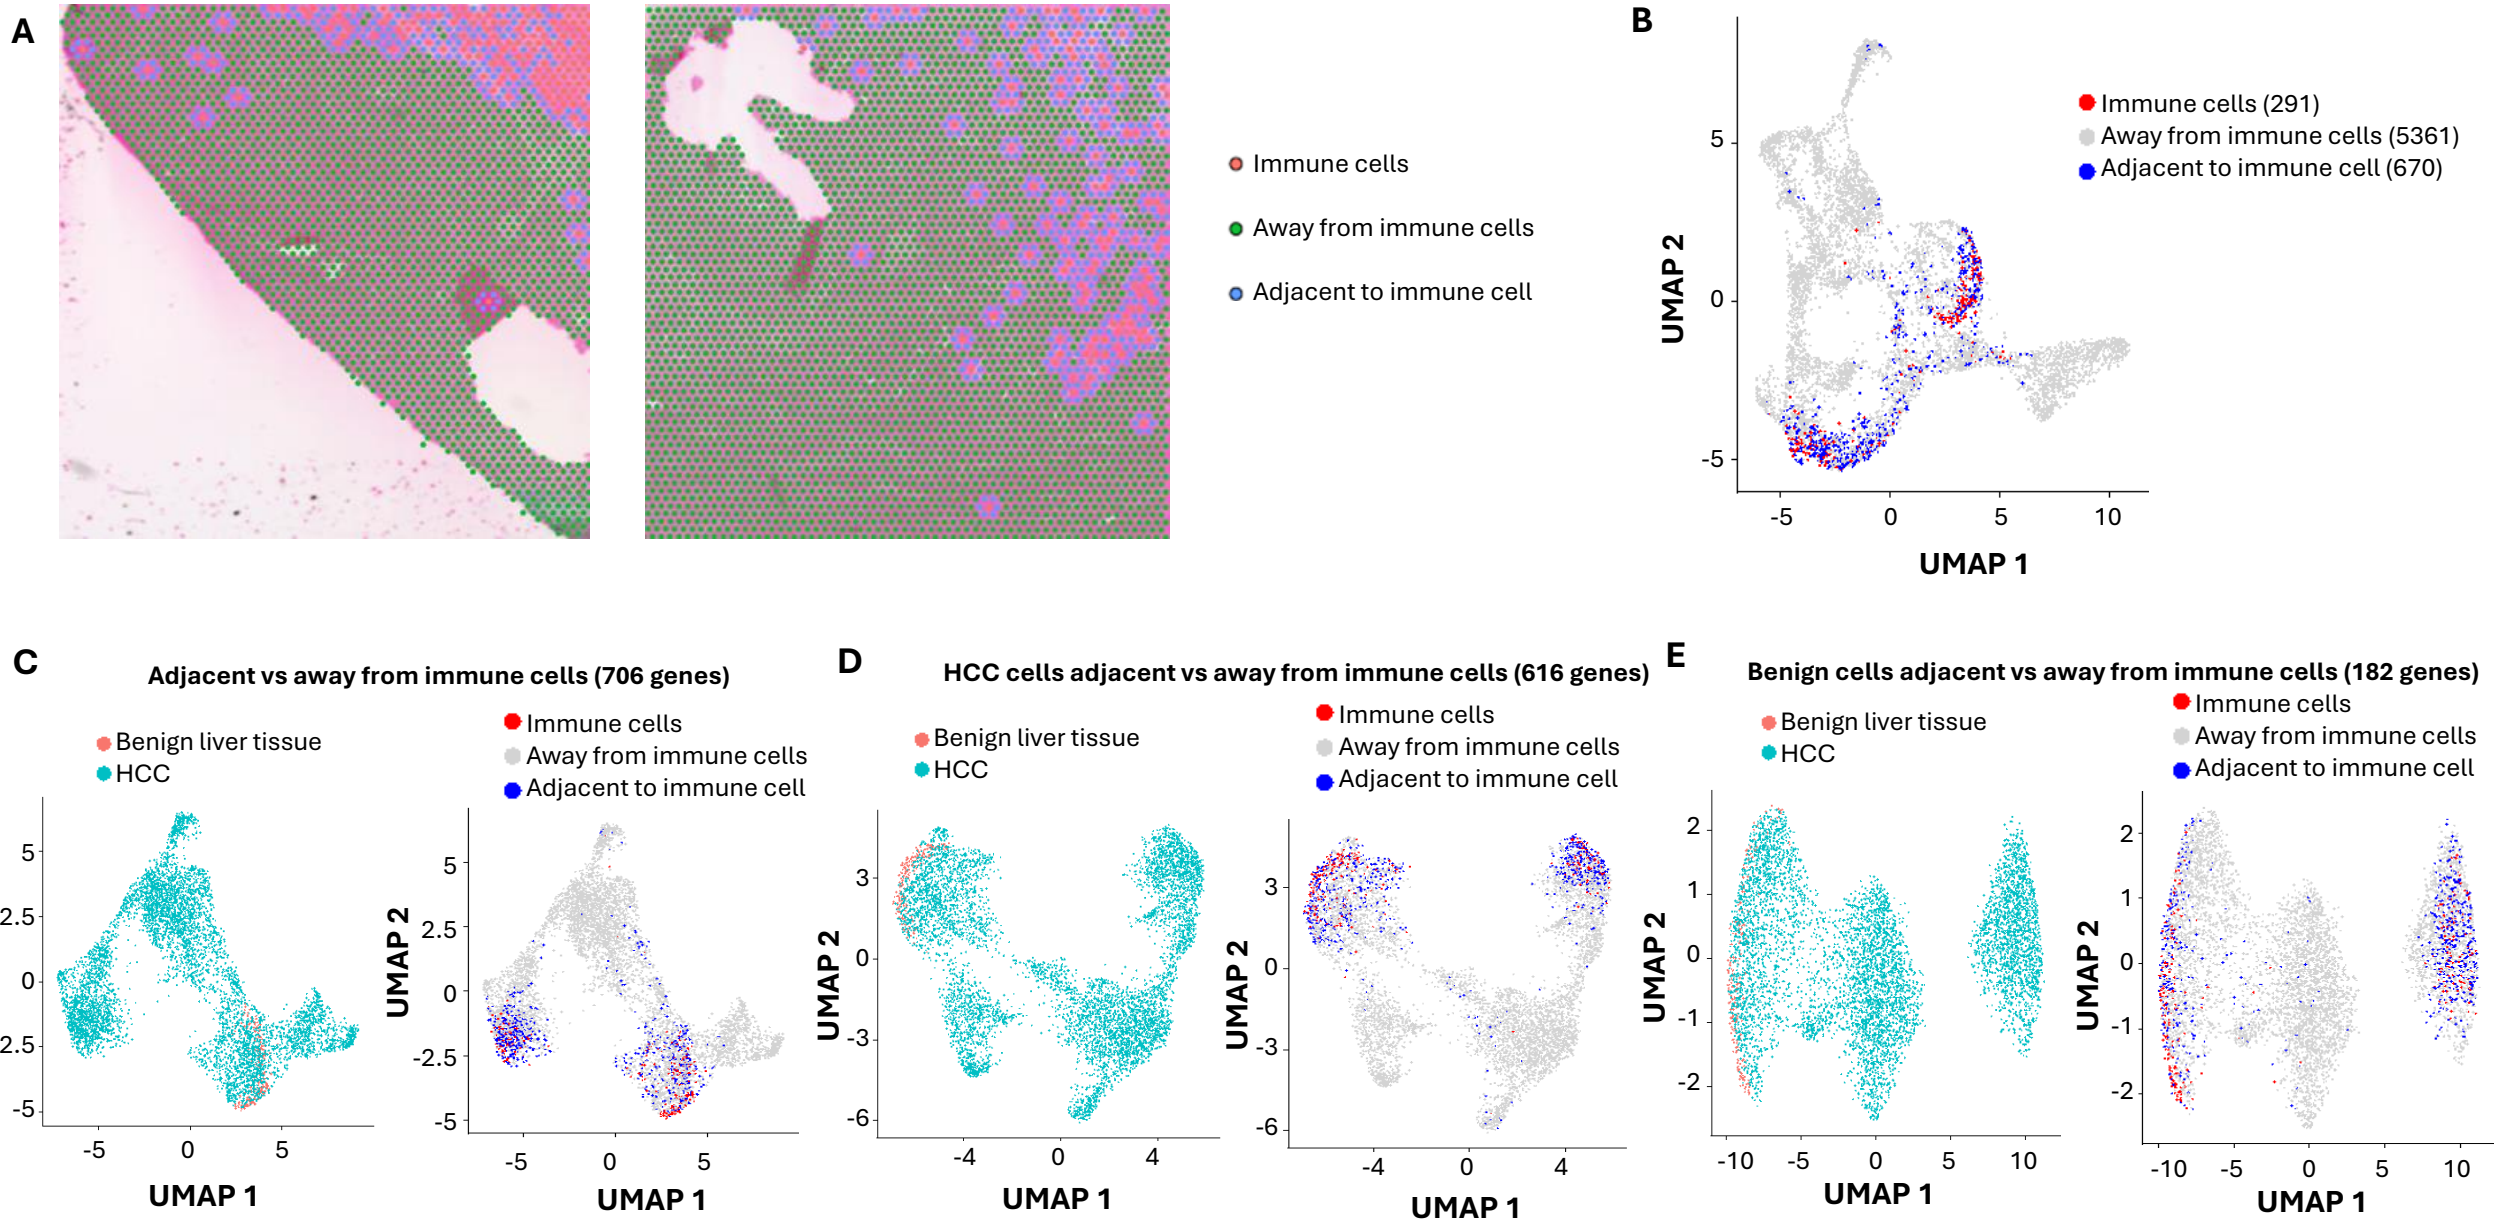 A
Immune cells
Away from immune cells
Adjacent to immune cell
B
Immune cells (291)
Away from immune cells (5361)
Adjacent to immune cell (670)
5
0
-5
UMAP 2
-5 0 5 10
UMAP 1
C
Adjacent vs away from immune cells (706 genes)
Benign liver tissue
HCC
Immune cells
Away from immune cells
Adjacent to immune cell
5
2.5
0
2.5
-5
-5 0 5
UMAP 1
UMAP 2
5
2.5
0
-2.5
-5
-5 0 5
UMAP 1
D
HCC cells adjacent vs away from immune cells (616 genes)
Benign liver tissue
HCC
Immune cells
Away from immune cells
Adjacent to immune cell
UMAP 2
3
0
-3
-6
-4 0 4
UMAP 1
UMAP 2
3
0
-3
-6
-4 0 4
UMAP 1
E
Benign cells adjacent vs away from immune cells (182 genes)
Benign liver tissue
HCC
Immune cells
Away from immune cells
Adjacent to immune cell
UMAP 2
2
1
0
-1
-2
-10 -5 0 5 10
UMAP 1
UMAP 2
2
1
0
-1
-2
-10 -5 0 5 10
UMAP 1